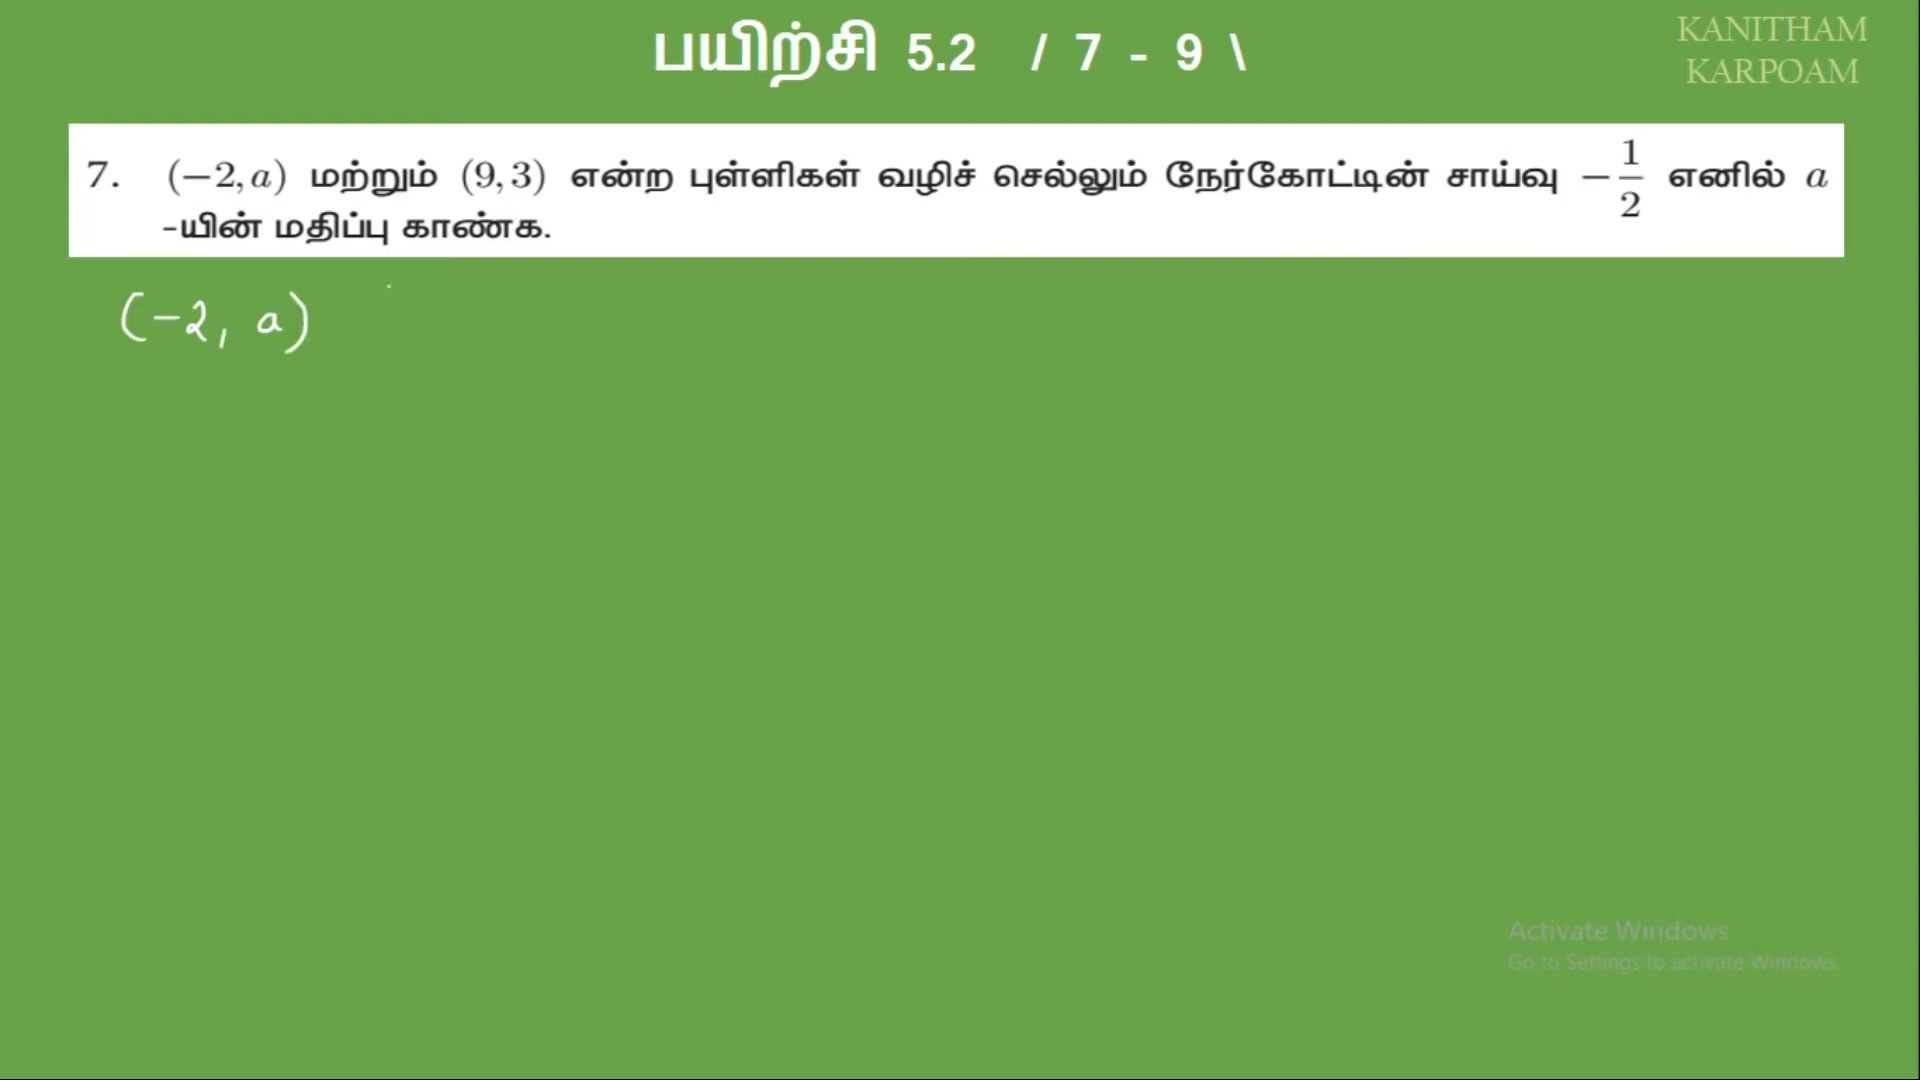 பயிற்சி 5.2 / 7 - 9 \
KANITHAM
KARPOAM
7. (−2, a) மற்றும் (9, 3) என்ற புள்ளிகள் வழிச் செல்லும் நேர்கோட்டின் சாய்வு −1/2 எனில் a
-யின் மதிப்பு காண்க.
(−2, a)
Activate Windows
Go to Settings to activate Windows.